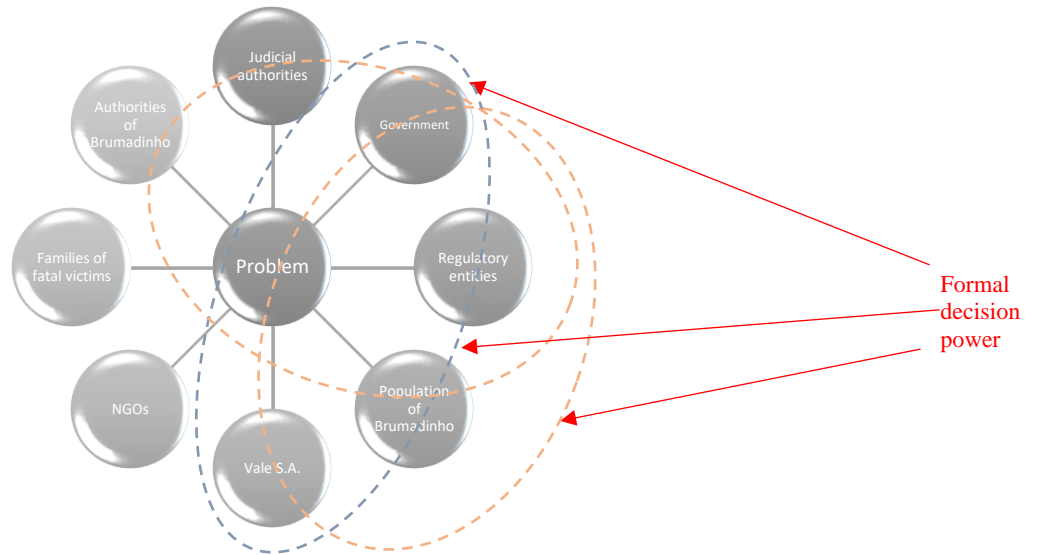 Judicial
authorities
Authorities
of
Brumadinho
Government
Families of
fatal victims
Problem
Regulatory
entities
Formal
decision
power
NGOs
Population
of
Brumadinho
Vale S.A.